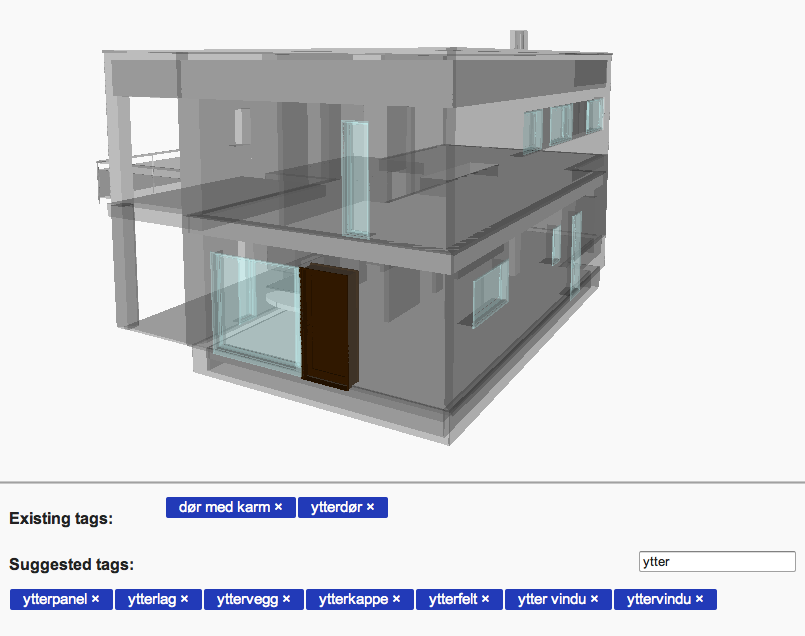 Existing tags: dør med karm × ytterdør ×
Suggested tags: ytter
ytterpanel × ytterlag × yttervegg × ytterkappe × ytterfelt × ytter vindu × yttervindu ×